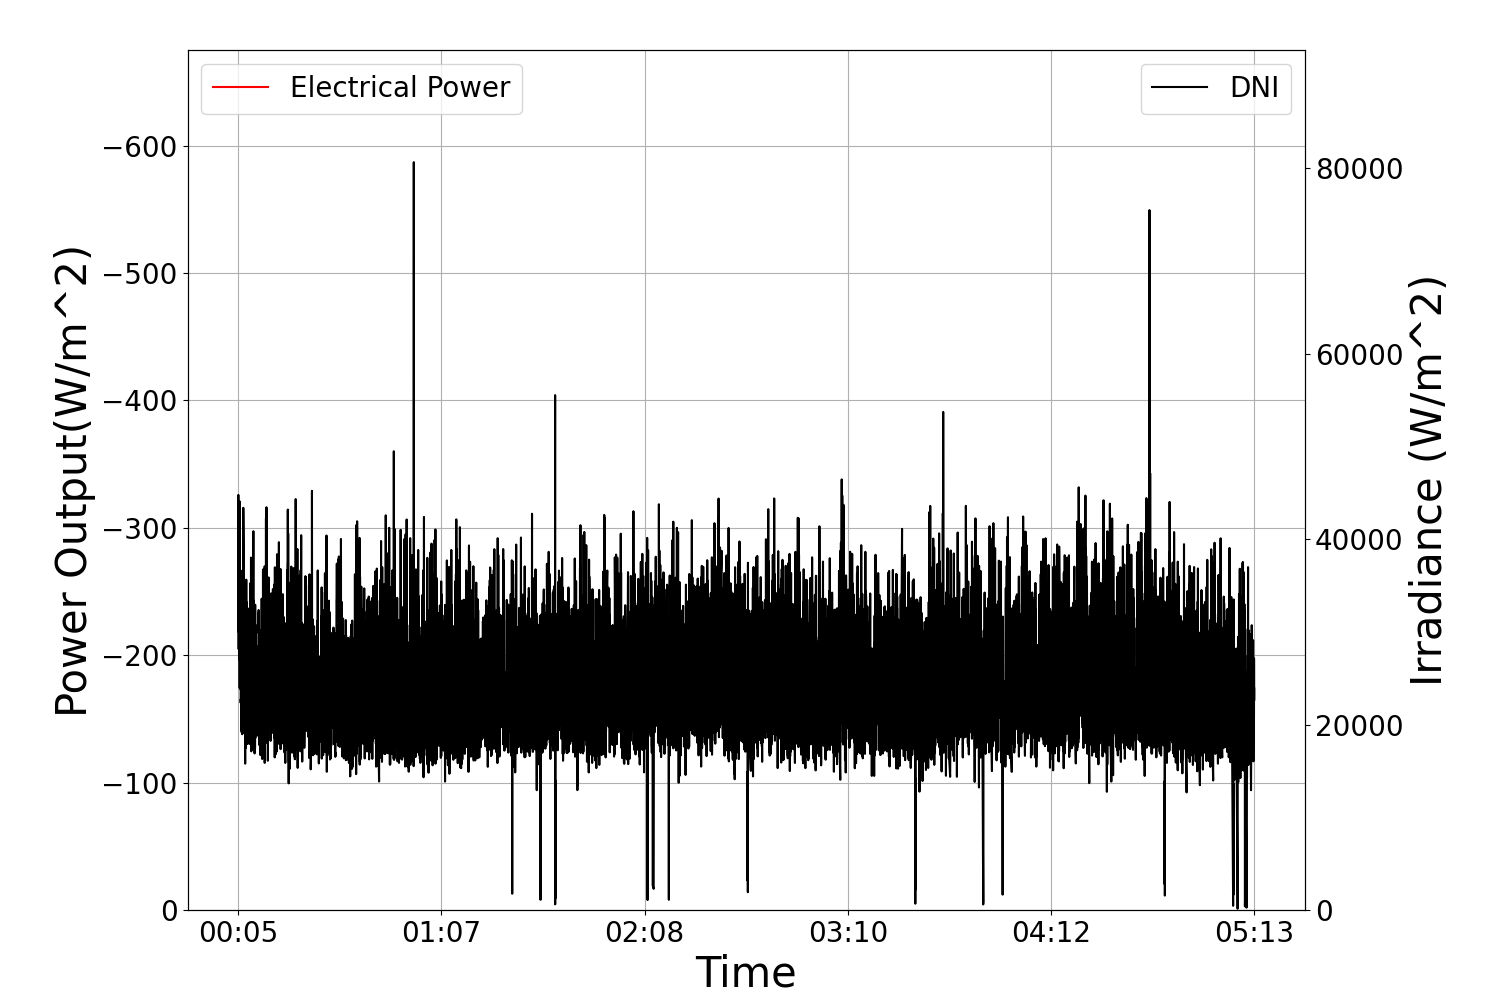 Electrical Power
DNI
−600
−500
−400
−300
−200
−100
0
Power Output(W/m^2)
80000
60000
40000
20000
0
Irradiance (W/m^2)
00:05 01:07 02:08 03:10 04:12 05:13
Time